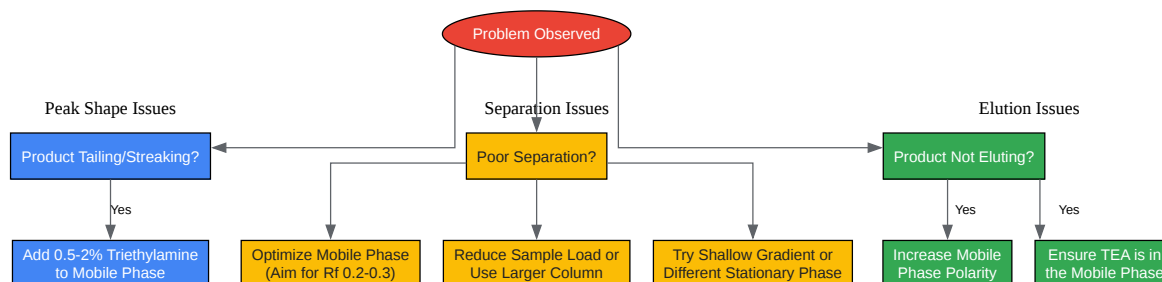 Problem Observed
Peak Shape Issues
Separation Issues
Elution Issues
Product Tailing/Streaking?
Poor Separation?
Product Not Eluting?
Yes
Yes
Yes
Add 0.5-2% Triethylamine
to Mobile Phase
Optimize Mobile Phase
(Aim for Rf 0.2-0.3)
Reduce Sample Load or
Use Larger Column
Try Shallow Gradient or
Different Stationary Phase
Increase Mobile
Phase Polarity
Ensure TEA is in
the Mobile Phase